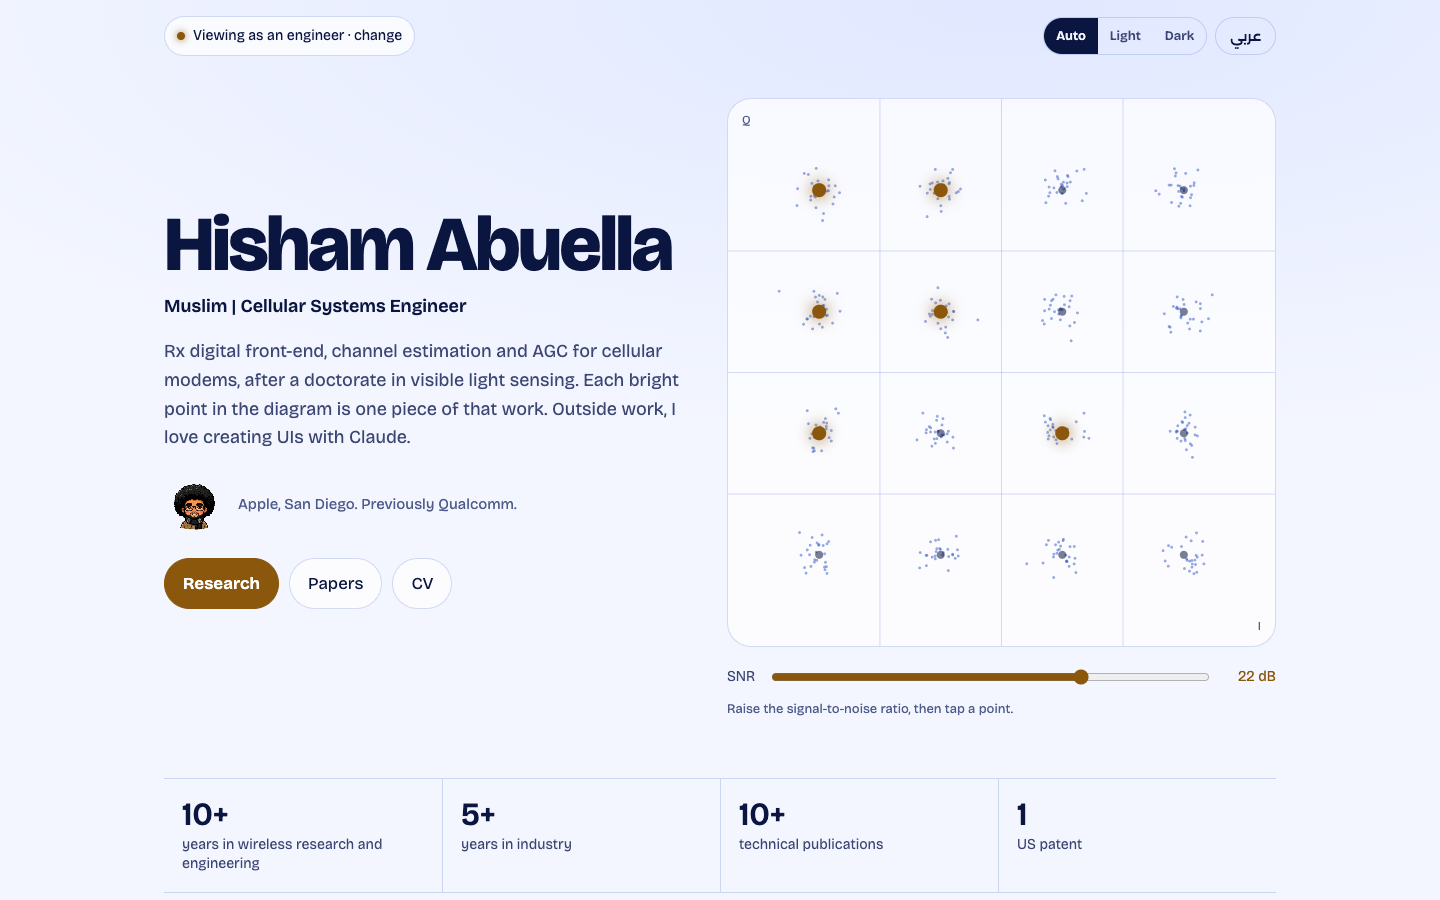 Viewing as an engineer · change
Auto Light Dark عربي
Q
Hisham Abuella
Muslim | Cellular Systems Engineer
Rx digital front-end, channel estimation and AGC for cellular
modems, after a doctorate in visible light sensing. Each bright
point in the diagram is one piece of that work. Outside work, I
love creating UIs with Claude.
Apple, San Diego. Previously Qualcomm.
Research Papers CV
I
SNR 22 dB
Raise the signal-to-noise ratio, then tap a point.
10+
years in wireless research and
engineering
5+
years in industry
10+
technical publications
1
US patent